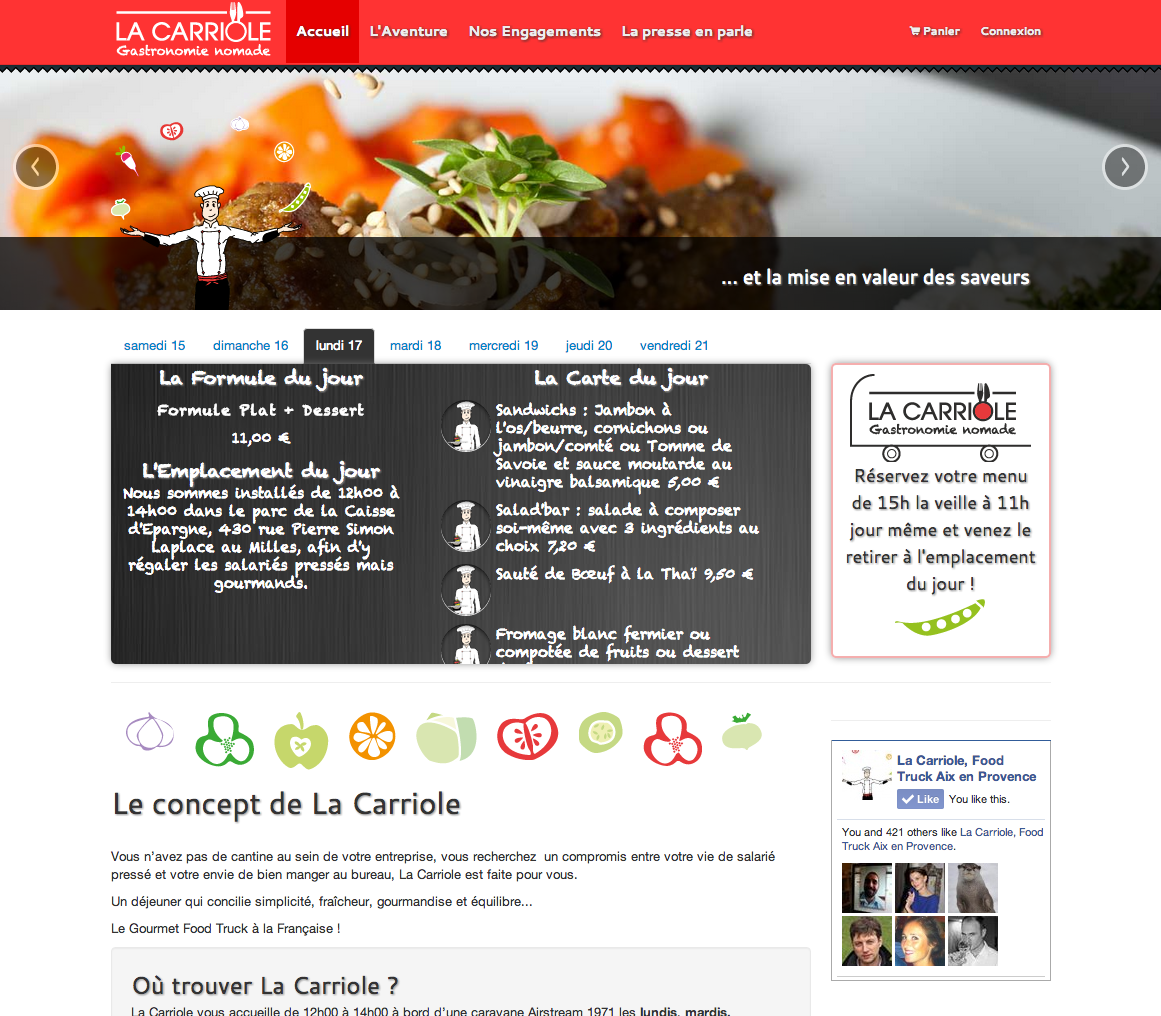 LA CARRIOLE
Gastronomie nomade
Accueil
L'Aventure
Nos Engagements
La presse en parle
Panier
Connexion
... et la mise en valeur des saveurs
samedi 15
dimanche 16
lundi 17
mardi 18
mercredi 19
jeudi 20
vendredi 21
La Formule du jour
Formule Plat + Dessert
11,00 €
L'Emplacement du jour
Nous sommes installés de 12h00 à
14h00 dans le parc de la Caisse
d'Epargne, 430 rue Pierre Simon
Laplace au Milles, afin d'y
régaler les salariés pressés mais
gourmands.
La Carte du jour
Sandwichs : Jambon à
l'os/beurre, cornichons ou
jambon/comté ou Tomme de
Savoie et sauce moutarde au
vinaigre balsamique 5,00 €
Salad'bar : salade à composer
soi-même avec 3 ingrédients au
choix 7,20 €
Sauté de Bœuf à la Thaï 9,50 €
Fromage blanc fermier ou
compotée de fruits ou dessert
LA CARRIOLE
Gastronomie nomade
Réservez votre menu
de 15h la veille à 11h
jour même et venez le
retirer à l'emplacement
du jour !
Le concept de La Carriole
Vous n'avez pas de cantine au sein de votre entreprise, vous recherchez  un compromis entre votre vie de salarié
pressé et votre envie de bien manger au bureau, La Carriole est faite pour vous.
Un déjeuner qui concilie simplicité, fraîcheur, gourmandise et équilibre...
Le Gourmet Food Truck à la Française !
Où trouver La Carriole ?
La Carriole vous accueille de 12h00 à 14h00 à bord d'une caravane Airstream 1971 les lundis, mardis,
La Carriole, Food
Truck Aix en Provence
Like
You like this.
You and 421 others like La Carriole, Food
Truck Aix en Provence.